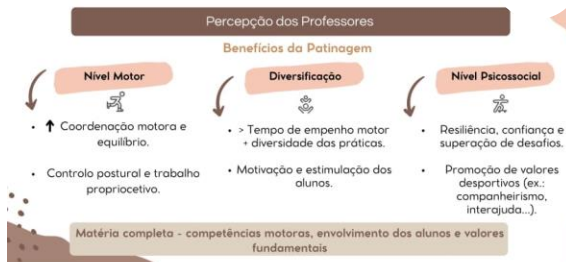 Percepção dos Professores
Benefícios da Patinagem
Nível Motor
• ↑ Coordenação motora e
equilíbrio.
• Controlo postural e trabalho
propriocetivo.
Diversificação
• > Tempo de empenho motor
+ diversidade das práticas.
• Motivação e estimulação dos
alunos.
Nível Psicossocial
• Resiliência, confiança e
superação de desafios.
• Promoção de valores
desportivos (ex.:
companheirismo,
interajuda...).
Matéria completa - competências motoras, envolvimento dos alunos e valores
fundamentais